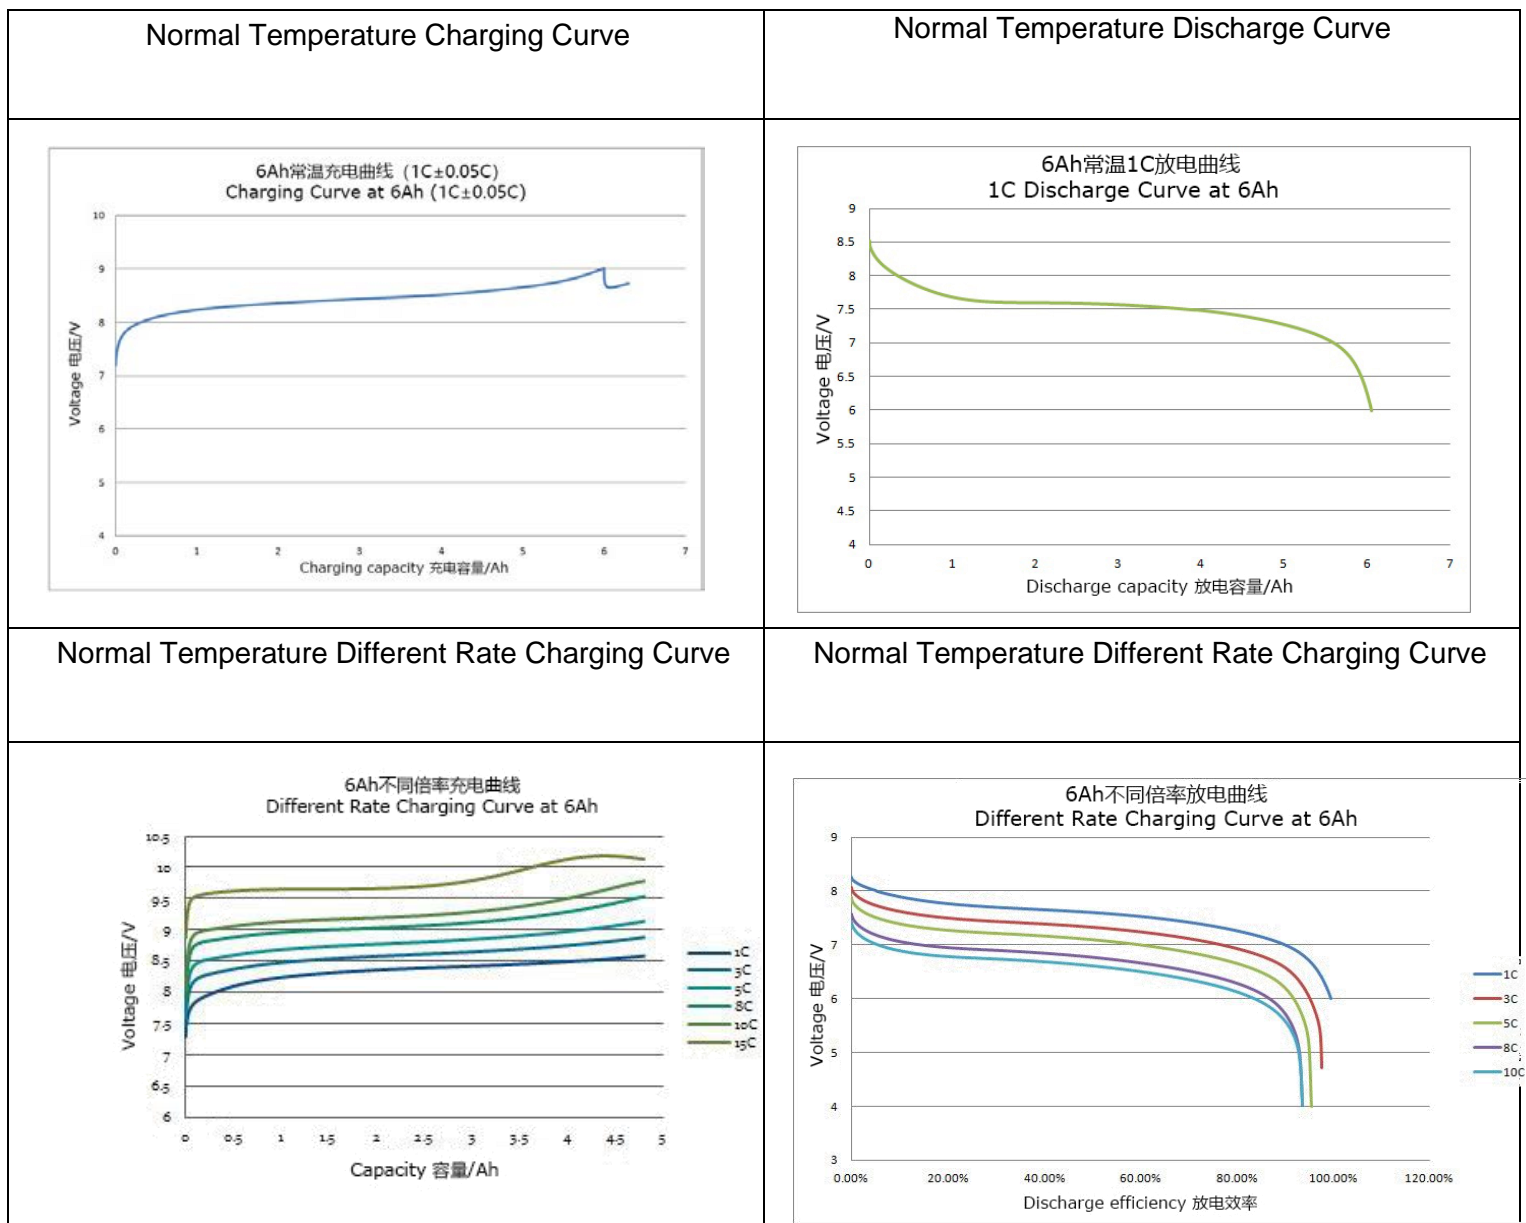 Normal Temperature Charging Curve
Normal Temperature Discharge Curve
6Ah常温充电曲线 (1C±0.05C)
Charging Curve at 6Ah (1C±0.05C)
10
9
8
7
6
5
4
Voltage 电压/V
0 1 2 3 4 5 6 7
Charging capacity 充电容量/Ah
6Ah常温1C放电曲线
1C Discharge Curve at 6Ah
9
8.5
8
7.5
7
6.5
6
5.5
5
4.5
4
Voltage 电压/V
0 1 2 3 4 5 6 7
Discharge capacity 放电容量/Ah
Normal Temperature Different Rate Charging Curve
Normal Temperature Different Rate Charging Curve
6Ah不同倍率充电曲线
Different Rate Charging Curve at 6Ah
10.5
10
9.5
9
8.5
8
7.5
7
6.5
6
Voltage 电压/V
0 0.5 1 1.5 2 2.5 3 3.5 4 4.5 5
Capacity 容量/Ah
1C
3C
5C
8C
10C
15C
6Ah不同倍率放电曲线
Different Rate Charging Curve at 6Ah
9
8
7
6
5
4
3
Voltage 电压/V
0.00% 20.00% 40.00% 60.00% 80.00% 100.00% 120.00%
Discharge efficiency 放电效率
1C
3C
5C
8C
10C